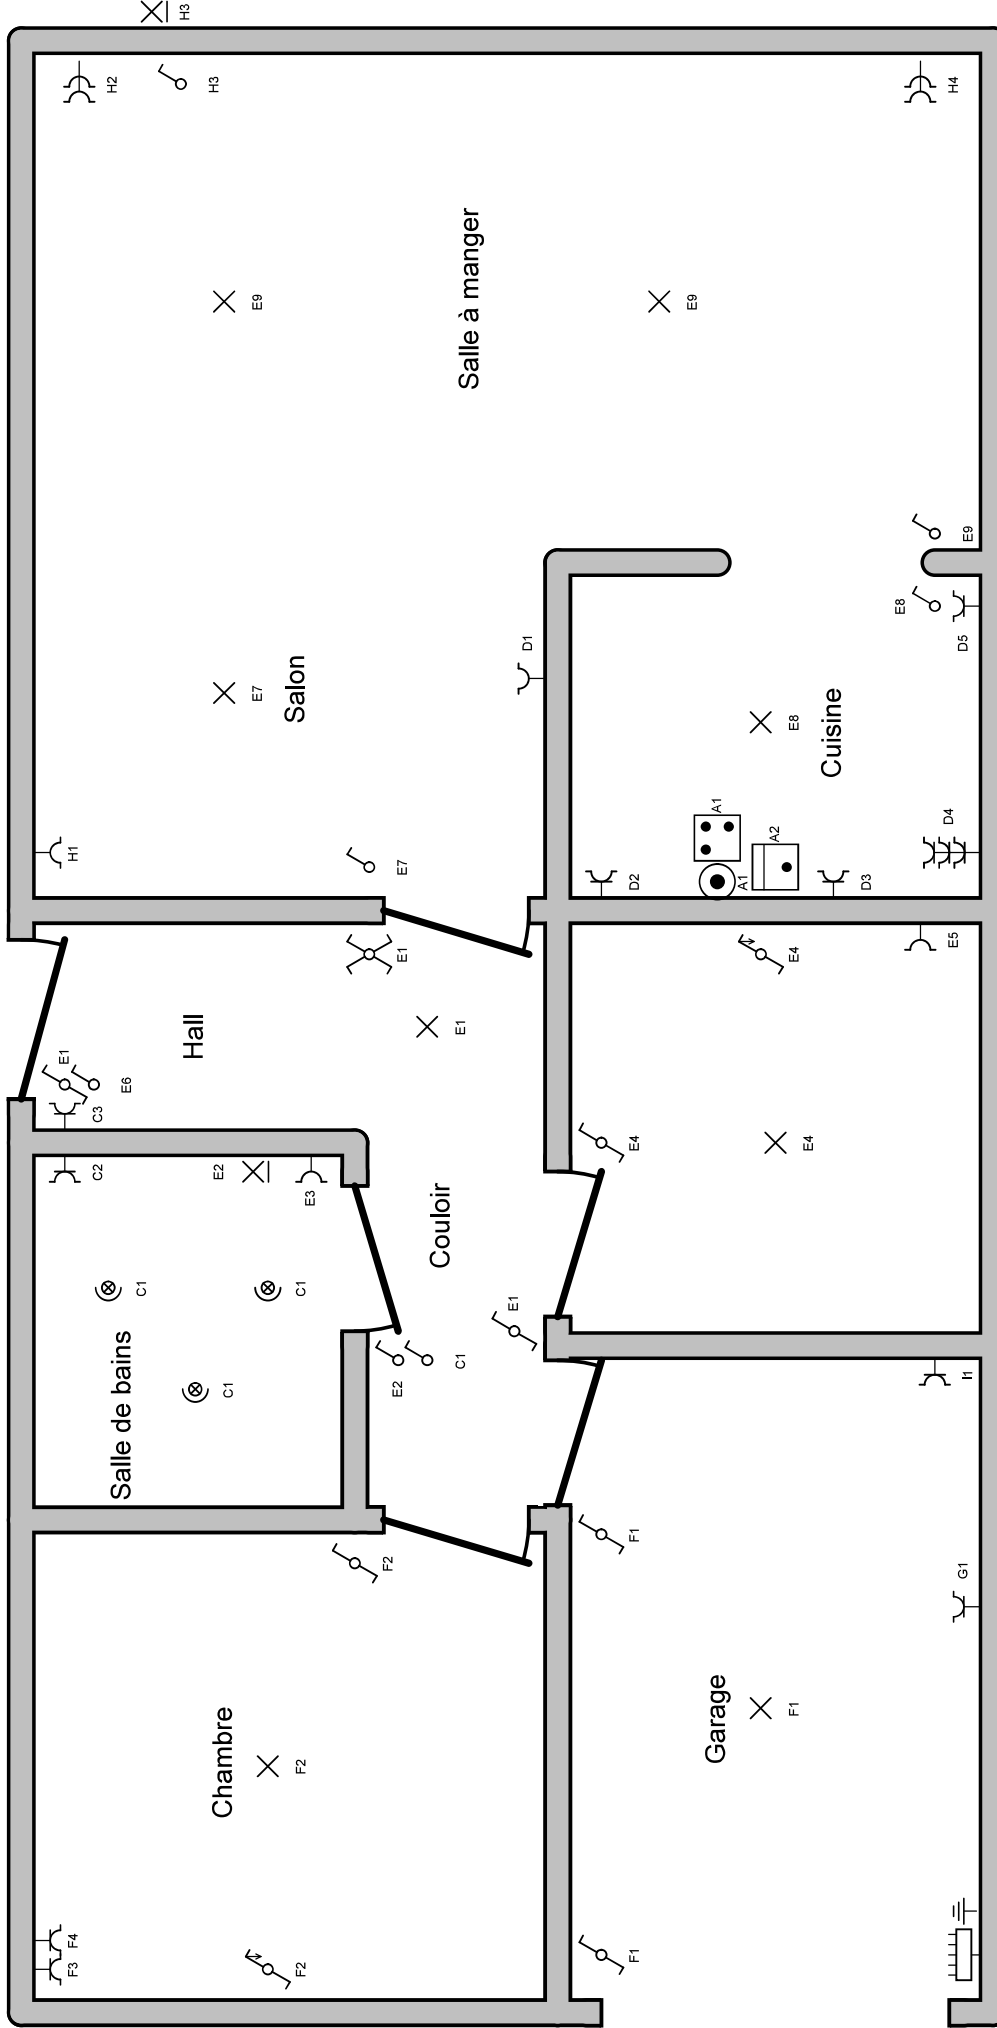 H3
H2
H3
H4
E9
E9
Salle à manger
E9
E8
D5
D1
E7
Salon
E8
Cuisine
H1
E7
A1
A2
A1
D4
D2
D3
E5
E1
E4
Hall
E1
E1
E6
C3
C2
E2
E3
E4
E4
Couloir
C1
C1
E1
E2
C1
C1
Salle de bains
I1
F1
F2
G1
Garage
F1
Chambre
F2
F4
F3
F2
F1